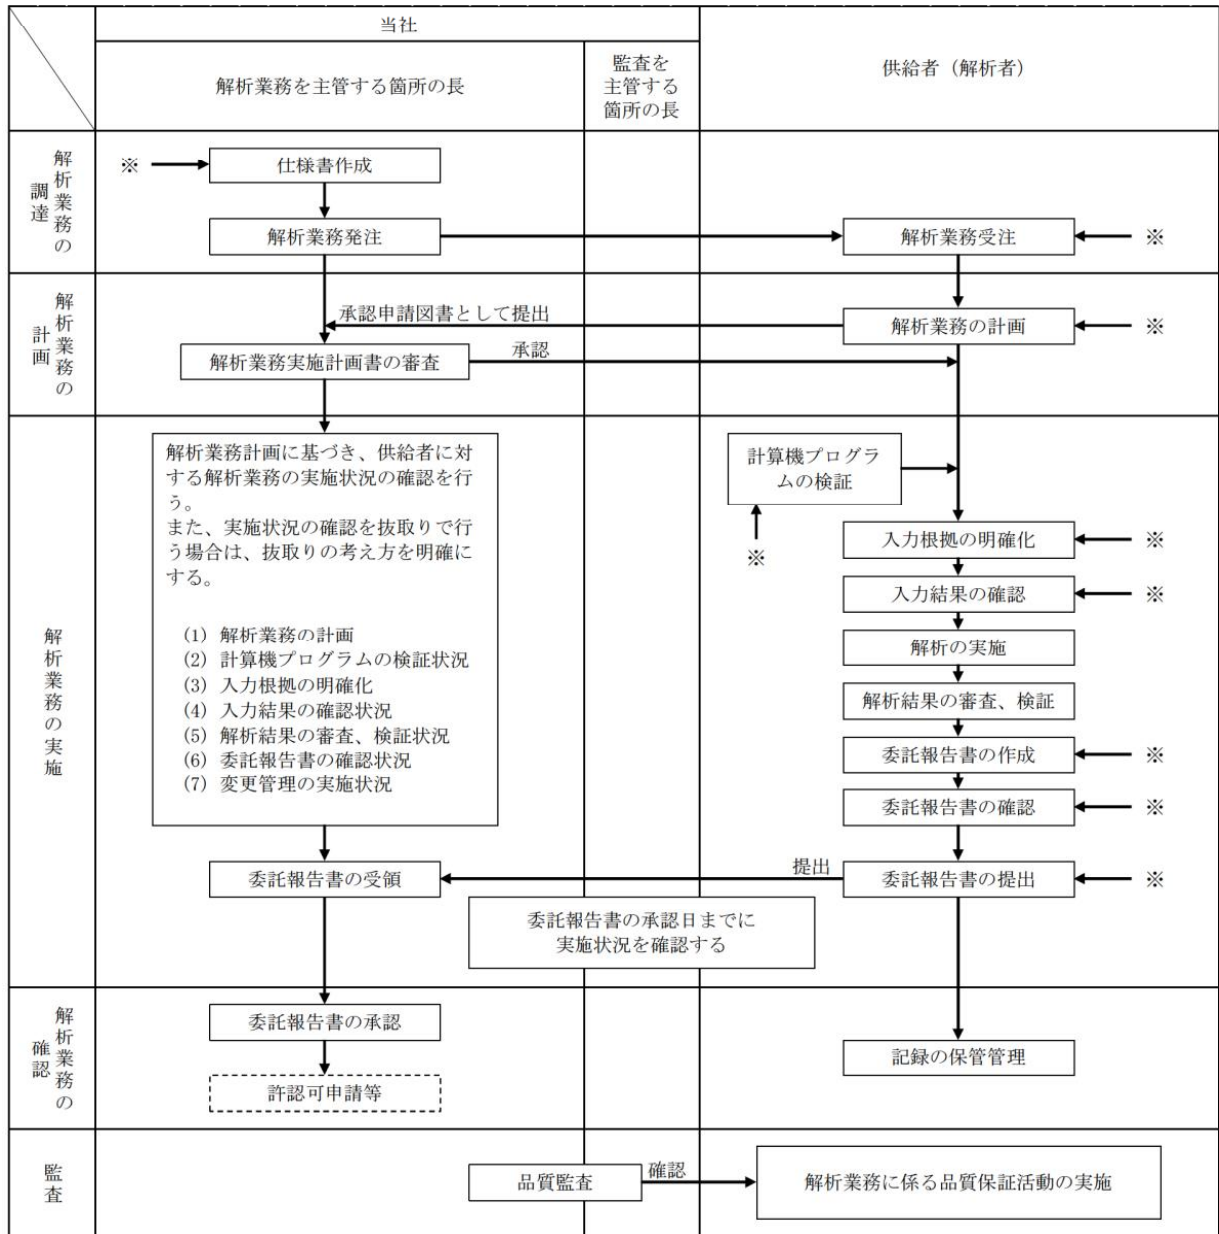 当社
解析業務を主管する箇所の長
監査を
主管する
箇所の長
供給者（解析者）
解析業務の
調達
※
仕様書作成
解析業務発注
解析業務受注
※
解析業務の
計画
承認申請図書として提出
解析業務の計画
※
解析業務実施計画書の審査
承認
解析業務の実施
解析業務計画に基づき、供給者に対
する解析業務の実施状況の確認を行
う。
また、実施状況の確認を抜取りで行
う場合は、抜取りの考え方を明確に
する。
(1) 解析業務の計画
(2) 計算機プログラムの検証状況
(3) 入力根拠の明確化
(4) 入力結果の確認状況
(5) 解析結果の審査、検証状況
(6) 委託報告書の確認状況
(7) 変更管理の実施状況
計算機プログラ
ムの検証
※
入力根拠の明確化
※
入力結果の確認
※
解析の実施
解析結果の審査、検証
委託報告書の作成
※
委託報告書の確認
※
委託報告書の受領
提出
委託報告書の提出
※
委託報告書の承認日までに
実施状況を確認する
解析業務の
確認
委託報告書の承認
許認可申請等
記録の保管管理
監査
品質監査
確認
解析業務に係る品質保証活動の実施